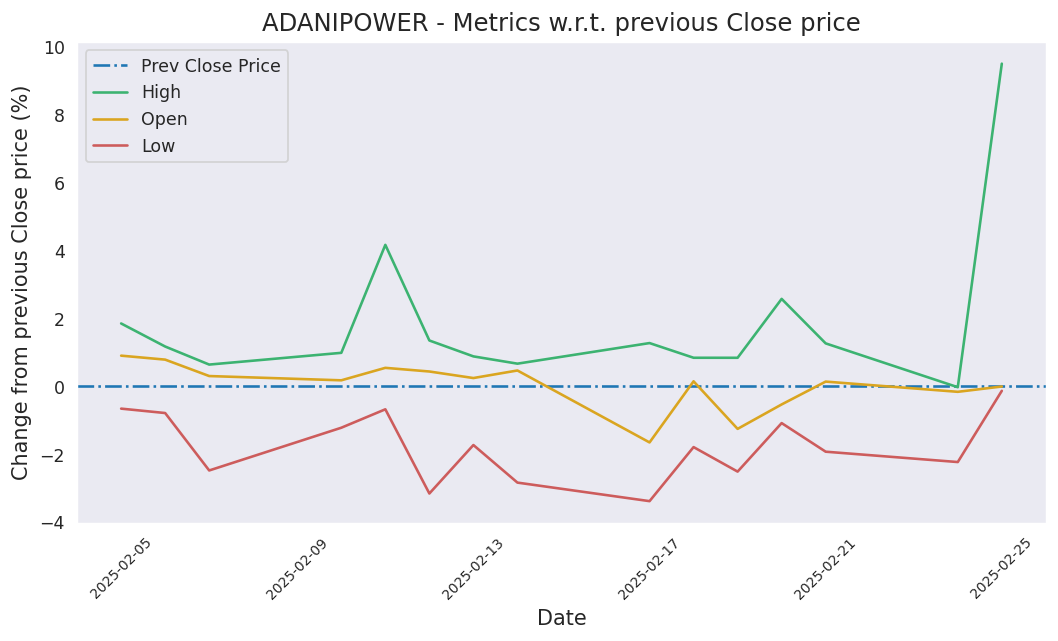 ADANIPOWER - Metrics w.r.t. previous Close price
Change from previous Close price (%)
10
8
6
4
2
0
−2
−4
Prev Close Price
High
Open
Low
2025-02-05
2025-02-09
2025-02-13
2025-02-17
2025-02-21
2025-02-25
Date